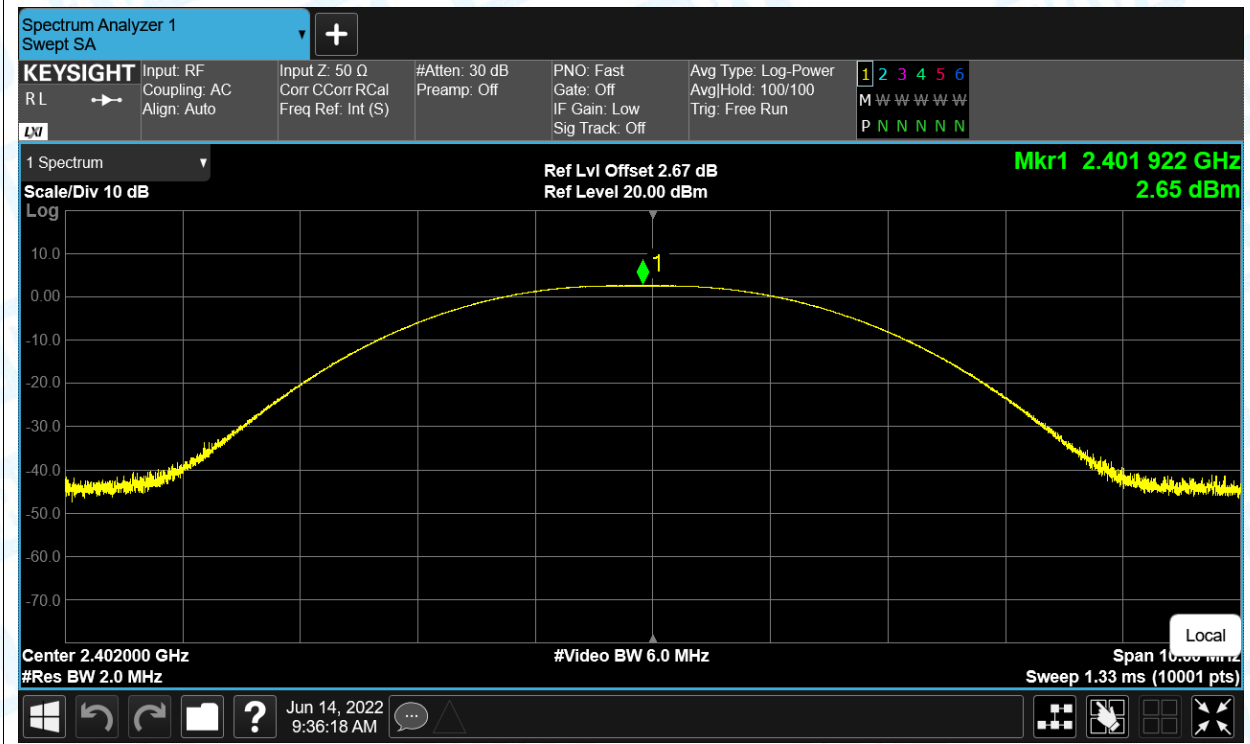 Spectrum Analyzer 1
Swept SA
+
KEYSIGHT
RL
LXI
Input: RF
Coupling: AC
Align: Auto
Input Z: 50 Ω
Corr CCorr RCal
Freq Ref: Int (S)
#Atten: 30 dB
Preamp: Off
PNO: Fast
Gate: Off
IF Gain: Low
Sig Track: Off
Avg Type: Log-Power
Avg|Hold: 100/100
Trig: Free Run
1 2 3 4 5 6
M W W W W W
P N N N N N
1 Spectrum
Scale/Div 10 dB
Log
Ref Lvl Offset 2.67 dB
Ref Level 20.00 dBm
Mkr1 2.401 922 GHz
2.65 dBm
1
10.0
0.00
-10.0
-20.0
-30.0
-40.0
-50.0
-60.0
-70.0
Local
Center 2.402000 GHz
#Video BW 6.0 MHz
Span 10.00 MHz
#Res BW 2.0 MHz
Sweep 1.33 ms (10001 pts)
?
Jun 14, 2022
9:36:18 AM